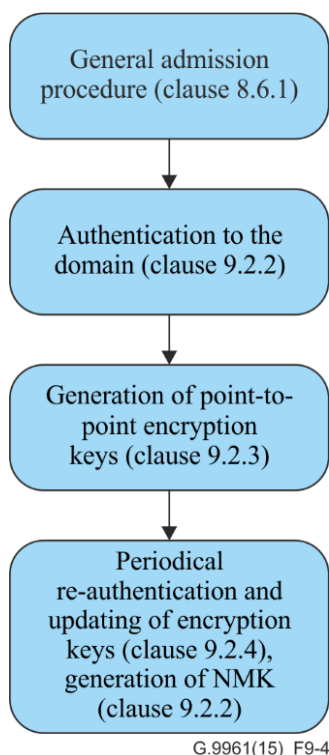 General admission
procedure (clause 8.6.1)
Authentication to the
domain (clause 9.2.2)
Generation of point-to-
point encryption
keys (clause 9.2.3)
Periodical
re-authentication and
updating of encryption
keys (clause 9.2.4),
generation of NMK
(clause 9.2.2)
G.9961(15)_F9-4